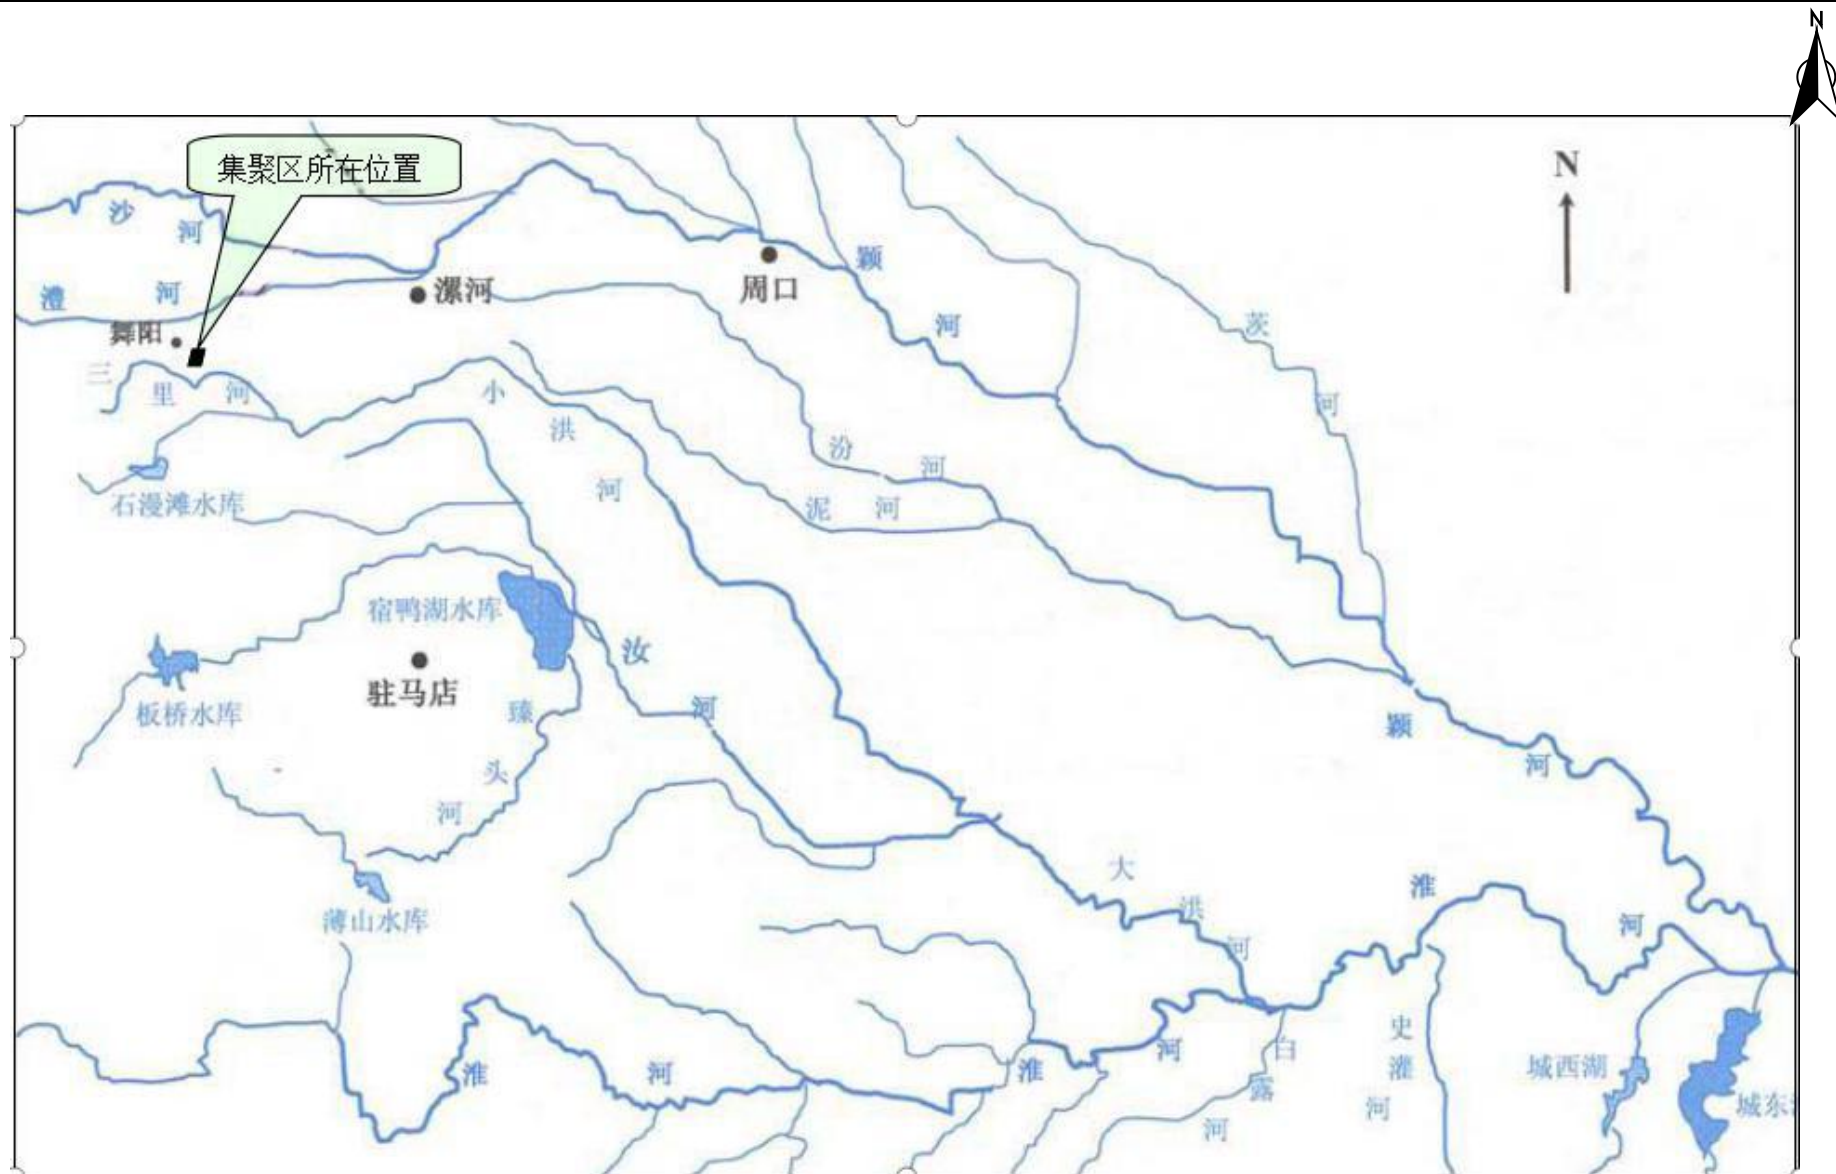 N
集聚区所在位置
N
沙河
澧河
漯河
周口
颍河
舞阳
三里河
茨河
小洪河
汾河
泥河
石漫滩水库
宿鸭湖水库
汝河
驻马店
板桥水库
臻头河
颍河
薄山水库
大洪河
淮河
淮河
淮河
白露河
史灌河
城西湖
城东